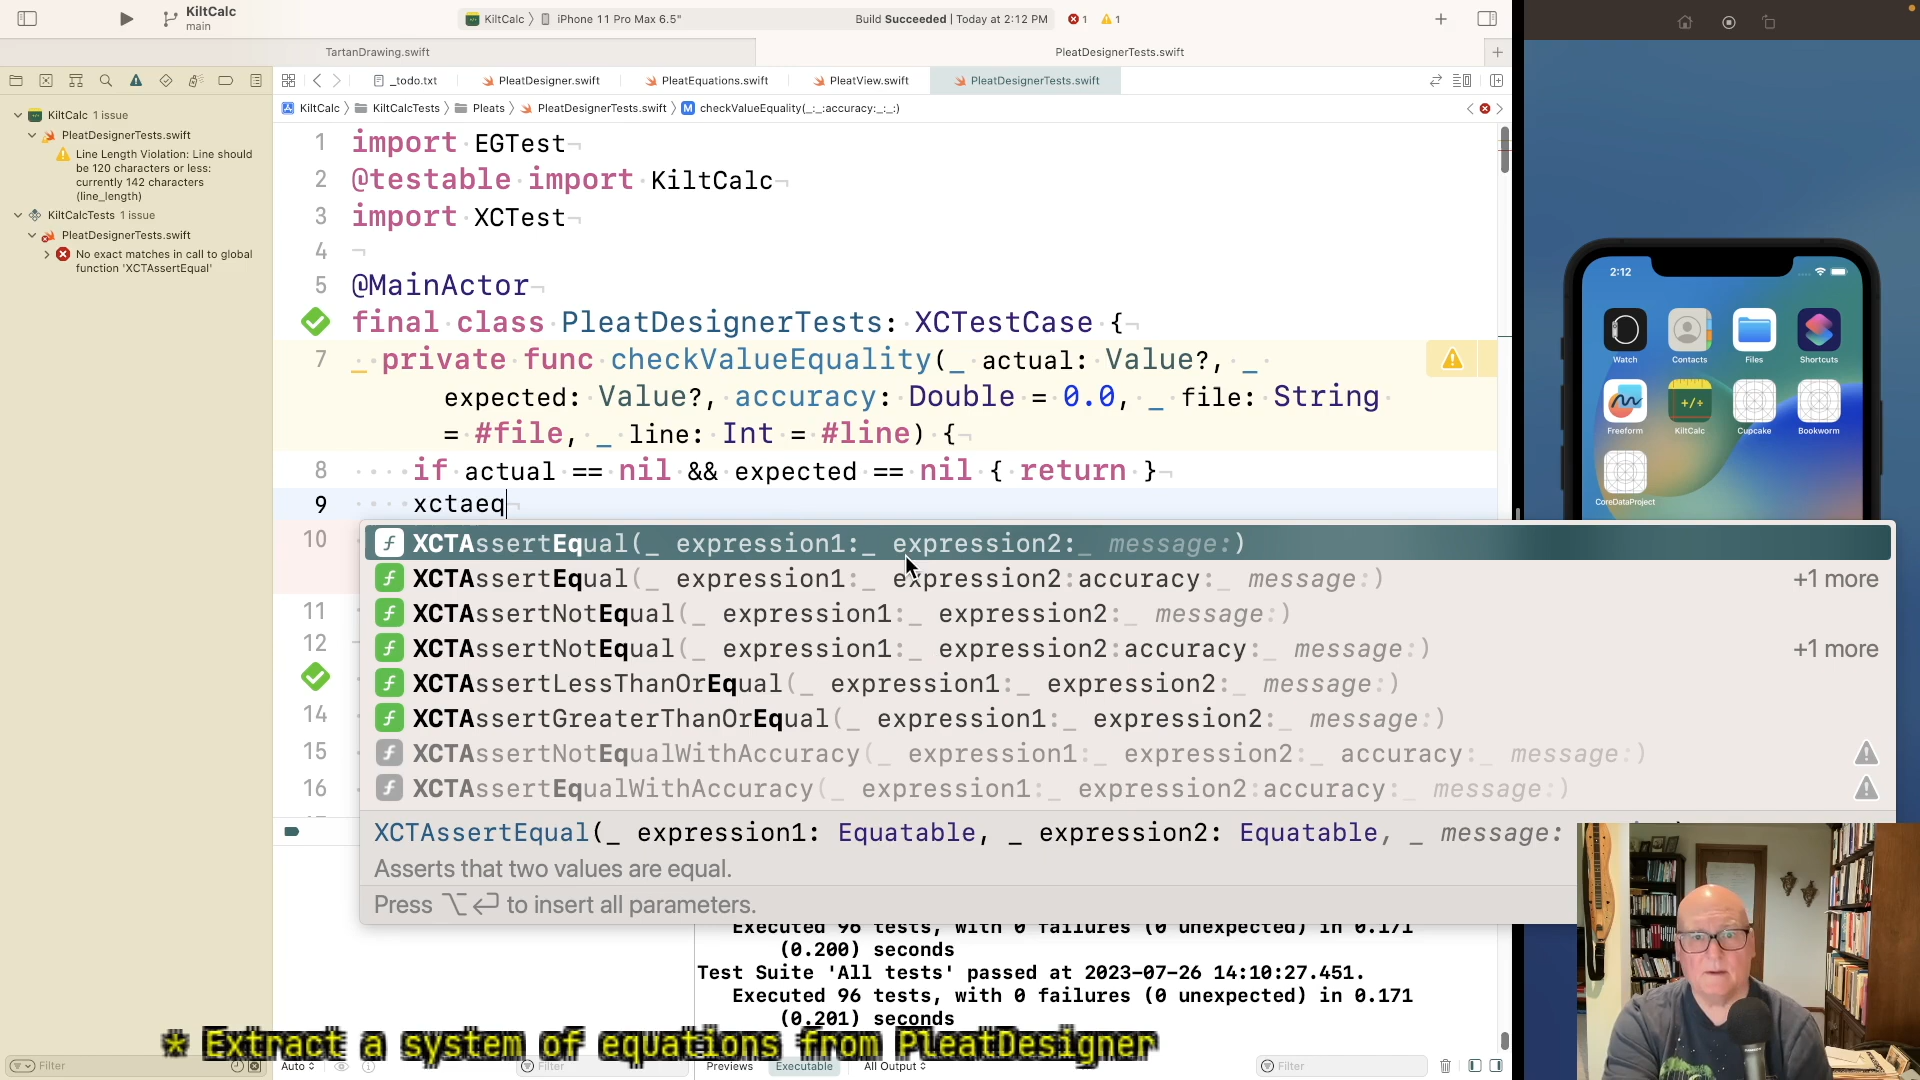 KiltCalc
main
KiltCalc 〉 iPhone 11 Pro Max 6.5"
Build Succeeded | Today at 2:12 PM
1
1
TartanDrawing.swift
PleatDesignerTests.swift
_todo.txt
PleatDesigner.swift
PleatEquations.swift
PleatView.swift
PleatDesignerTests.swift
KiltCalc 〉 KiltCalcTests 〉 Pleats 〉 PleatDesignerTests.swift 〉 M checkValueEquality(_:_:accuracy:_:_:)
KiltCalc 1 issue
PleatDesignerTests.swift
Line Length Violation: Line should
be 120 characters or less:
currently 142 characters
(line_length)
KiltCalcTests 1 issue
PleatDesignerTests.swift
No exact matches in call to global
function 'XCTAssertEqual'
1 import EGTest
2 @testable import KiltCalc
3 import XCTest
4
5 @MainActor
final class PleatDesignerTests: XCTestCase {
7 private func checkValueEquality(_ actual: Value?, _
expected: Value?, accuracy: Double = 0.0, _ file: String
= #file, _ line: Int = #line) {
8 if actual == nil && expected == nil { return }
9 xctaeq
10
11
12
14
15
16
XCTAssertEqual(_ expression1:_ expression2:_ message:)
XCTAssertEqual(_ expression1:_ expression2:accuracy:_ message:) +1 more
XCTAssertNotEqual(_ expression1:_ expression2:_ message:)
XCTAssertNotEqual(_ expression1:_ expression2:accuracy:_ message:) +1 more
XCTAssertLessThanOrEqual(_ expression1:_ expression2:_ message:)
XCTAssertGreaterThanOrEqual(_ expression1:_ expression2:_ message:)
XCTAssertNotEqualWithAccuracy(_ expression1:_ expression2:_ accuracy:_ message:)
XCTAssertEqualWithAccuracy(_ expression1:_ expression2:accuracy:_ message:)
XCTAssertEqual(_ expression1: Equatable, _ expression2: Equatable, _ message:
Asserts that two values are equal.
Press ⌥↩ to insert all parameters.
Executed 96 tests, with 0 failures (0 unexpected) in 0.171
(0.200) seconds
Test Suite 'All tests' passed at 2023-07-26 14:10:27.451.
Executed 96 tests, with 0 failures (0 unexpected) in 0.171
(0.201) seconds
* Extract a system of equations from PleatDesigner
Filter
Auto
Filter
Previews
Executable
All Output
Filter
2:12
Watch
Contacts
Files
Shortcuts
Freeform
+/÷
KiltCalc
Cupcake
Bookworm
CoreDataProject